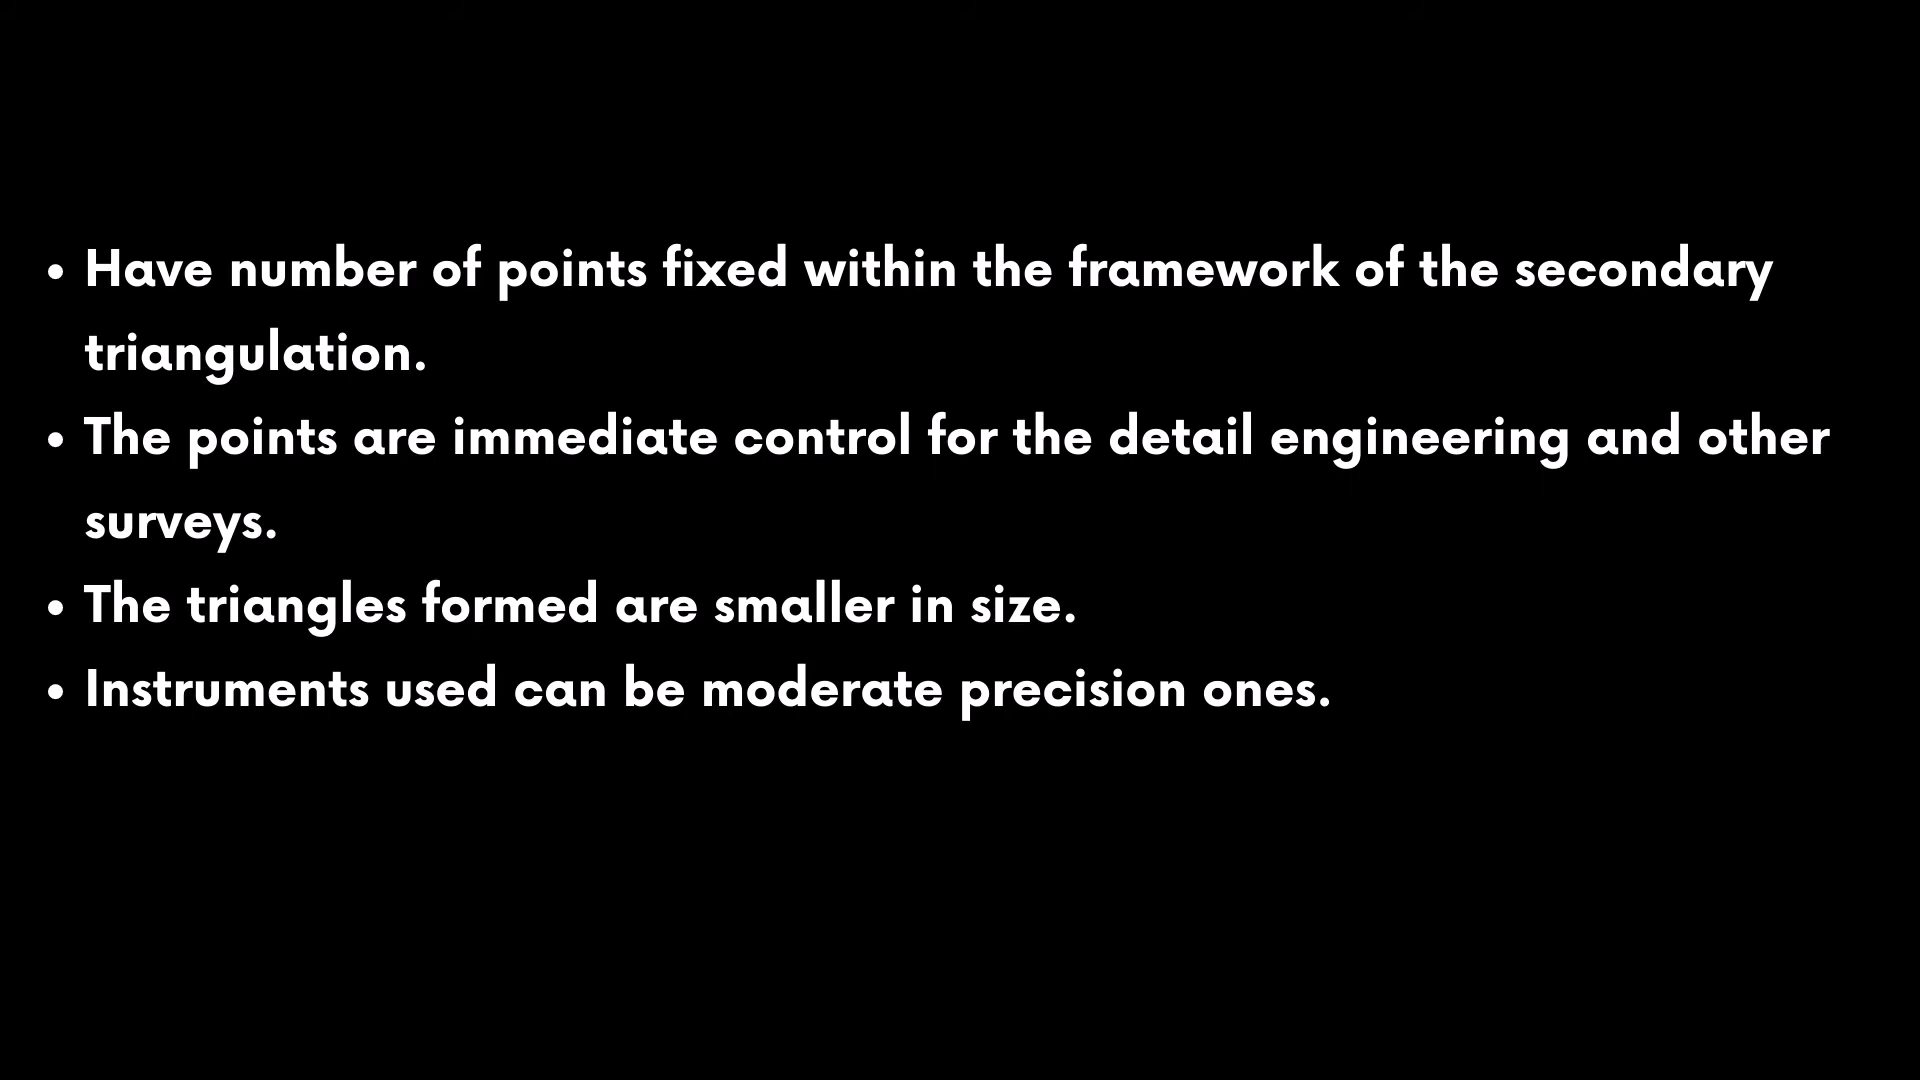 • Have number of points fixed within the framework of the secondary
triangulation.
• The points are immediate control for the detail engineering and other
surveys.
• The triangles formed are smaller in size.
• Instruments used can be moderate precision ones.